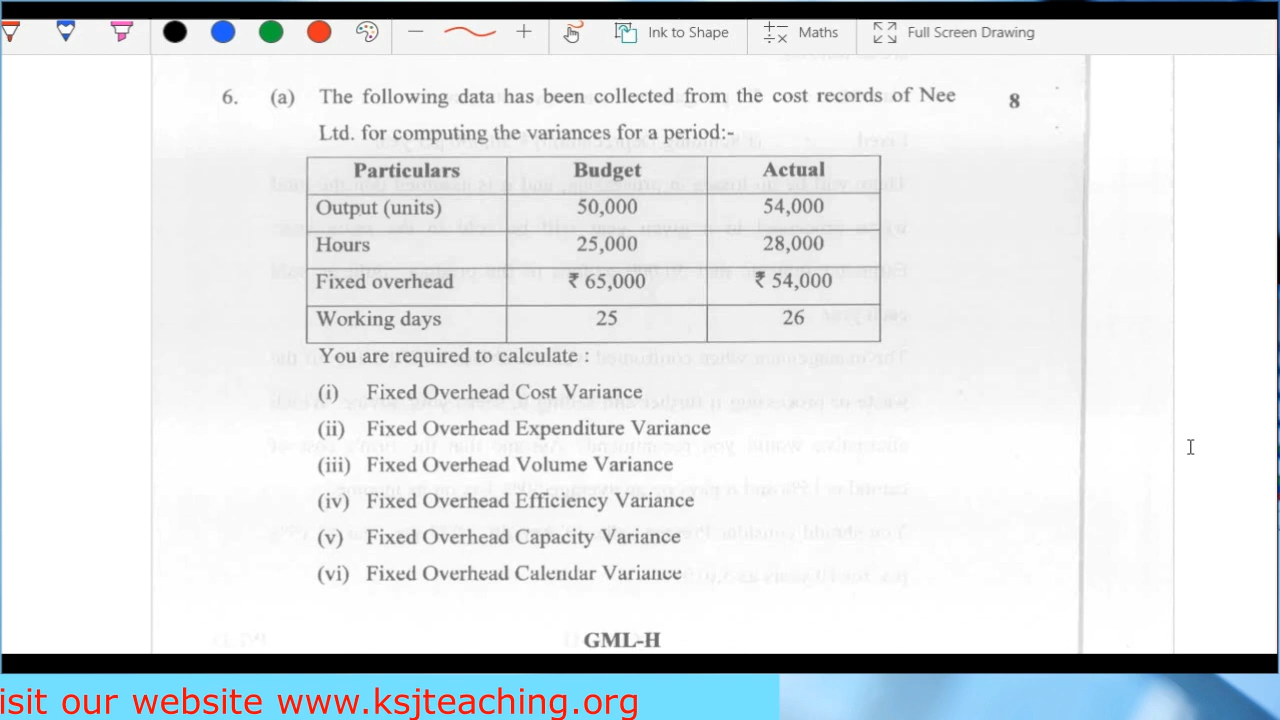 Ink to Shape Maths Full Screen Drawing
6. (a) The following data has been collected from the cost records of Nee 8
Ltd. for computing the variances for a period:-
Particulars Budget Actual
Output (units) 50,000 54,000
Hours 25,000 28,000
Fixed overhead ₹ 65,000 ₹ 54,000
Working days 25 26
You are required to calculate :
(i) Fixed Overhead Cost Variance
(ii) Fixed Overhead Expenditure Variance
(iii) Fixed Overhead Volume Variance
(iv) Fixed Overhead Efficiency Variance
(v) Fixed Overhead Capacity Variance
(vi) Fixed Overhead Calendar Variance
GML-H
isit our website www.ksjteaching.org